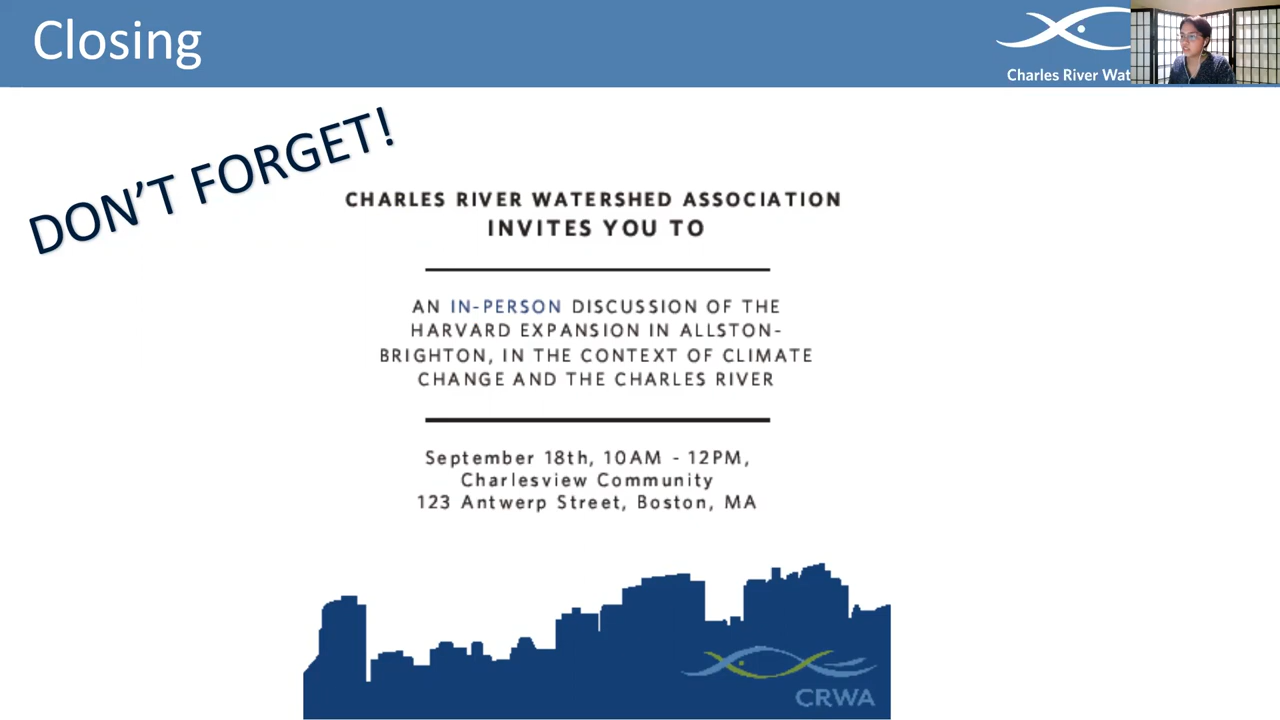 Closing
Charles River Wat
DON'T FORGET!
CHARLES RIVER WATERSHED ASSOCIATION
INVITES YOU TO
AN IN-PERSON DISCUSSION OF THE
HARVARD EXPANSION IN ALLSTON-
BRIGHTON, IN THE CONTEXT OF CLIMATE
CHANGE AND THE CHARLES RIVER
September 18th, 10AM - 12PM,
Charlesview Community
123 Antwerp Street, Boston, MA
CRWA